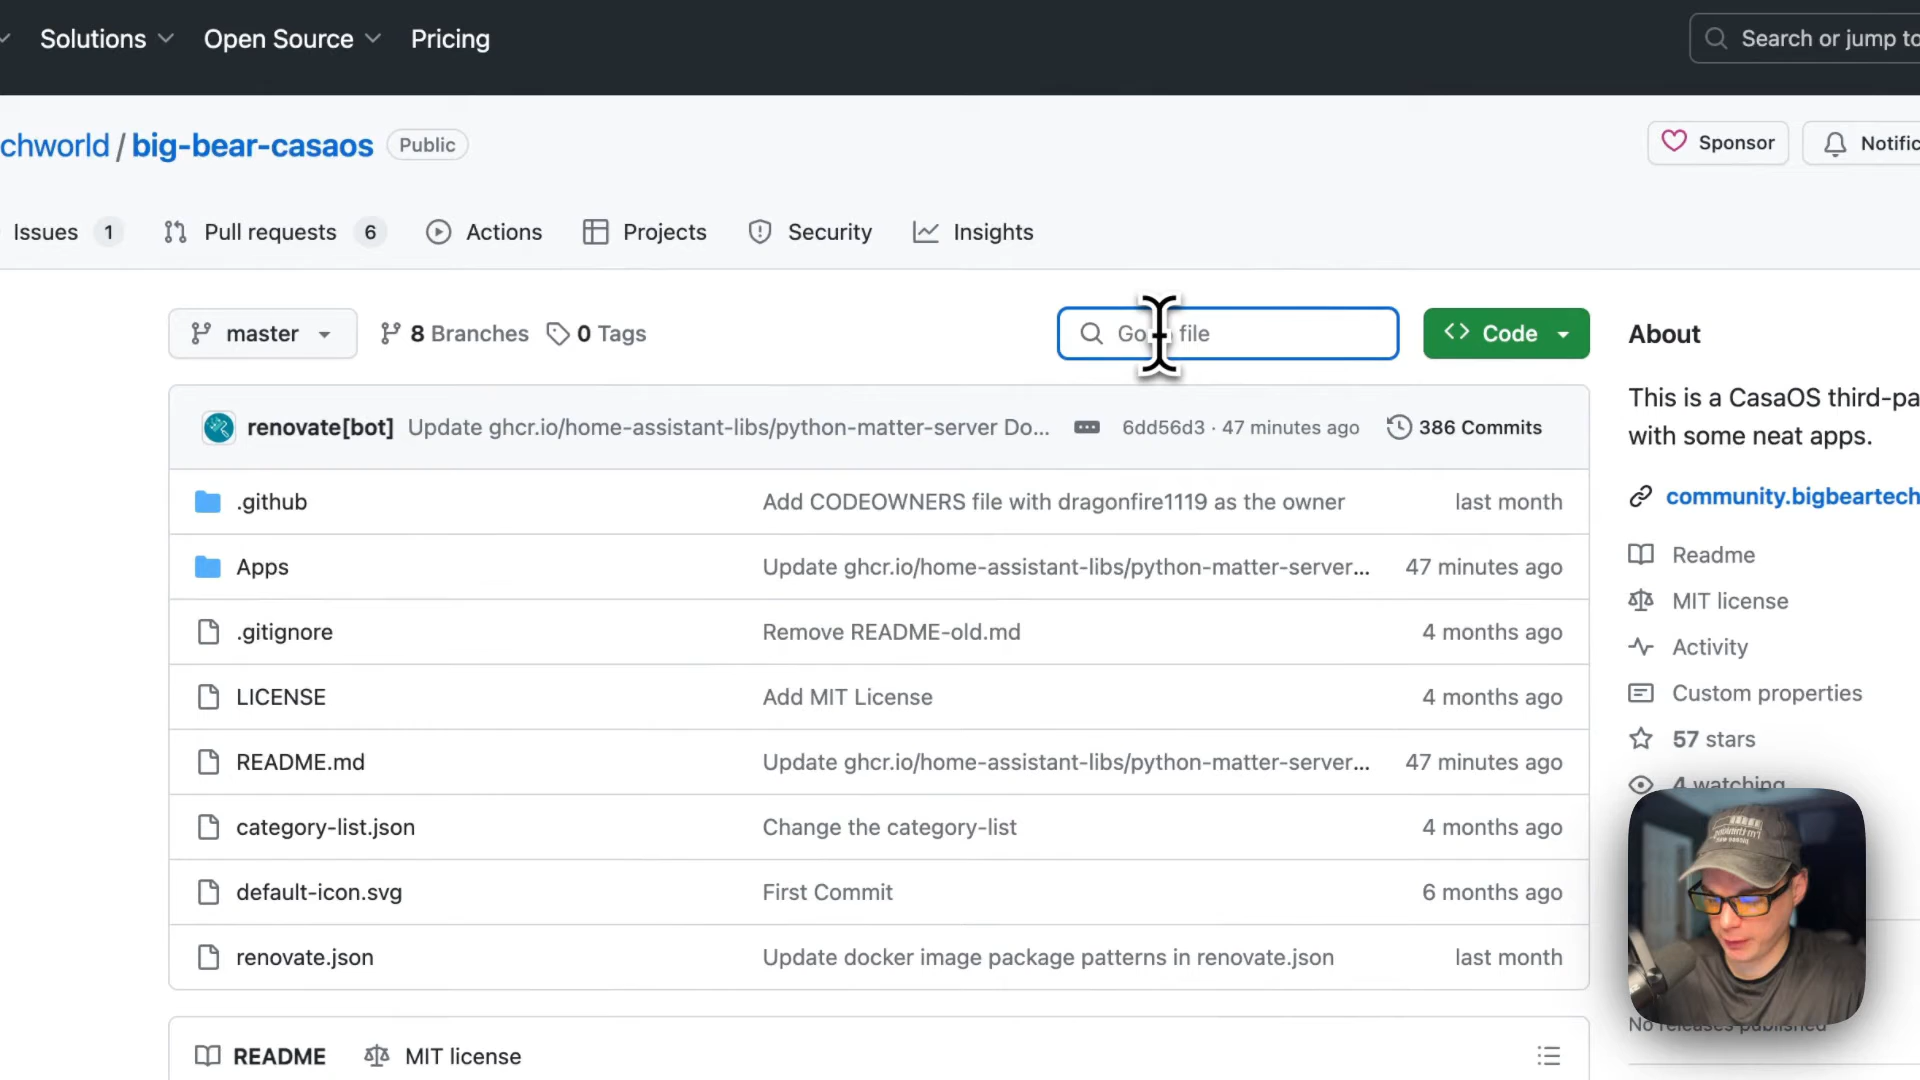 Solutions Open Source Pricing Search or jump to
chworld / big-bear-casaos Public Sponsor Notific
Issues 1 Pull requests 6 Actions Projects Security Insights
master 8 Branches 0 Tags Go file Code About
This is a CasaOS third-pa
with some neat apps.
renovate[bot] Update ghcr.io/home-assistant-libs/python-matter-server Do... 6dd56d3 · 47 minutes ago 386 Commits
community.bigbeartech
.github Add CODEOWNERS file with dragonfire1119 as the owner last month
Readme
Apps Update ghcr.io/home-assistant-libs/python-matter-server... 47 minutes ago
MIT license
.gitignore Remove README-old.md 4 months ago
Activity
LICENSE Add MIT License 4 months ago
Custom properties
57 stars
README.md Update ghcr.io/home-assistant-libs/python-matter-server... 47 minutes ago
4 watching
category-list.json Change the category-list 4 months ago
default-icon.svg First Commit 6 months ago
renovate.json Update docker image package patterns in renovate.json last month
No releases published
README MIT license